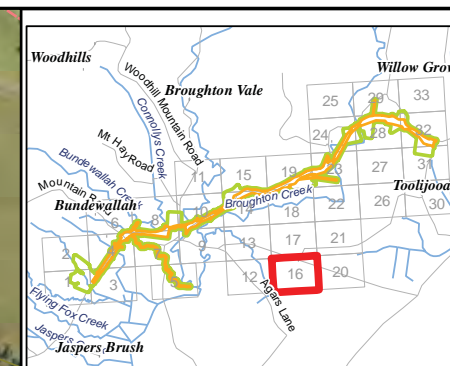 Woodhills
Willow Grov
Broughton Vale
Woodhill Mountain Road
Connollys Creek
Mt Hay Road
Bundewallah Creek
Mountain Road
Bundewallah
25
29
33
24
28
32
23
27
31
11
15
19
Toolijooa
Broughton Creek
22
26
30
6
8
10
14
18
2
9
13
17
21
1
3
12
16
20
Agars Lane
Flying Fox Creek
Jaspers
Jaspers Brush